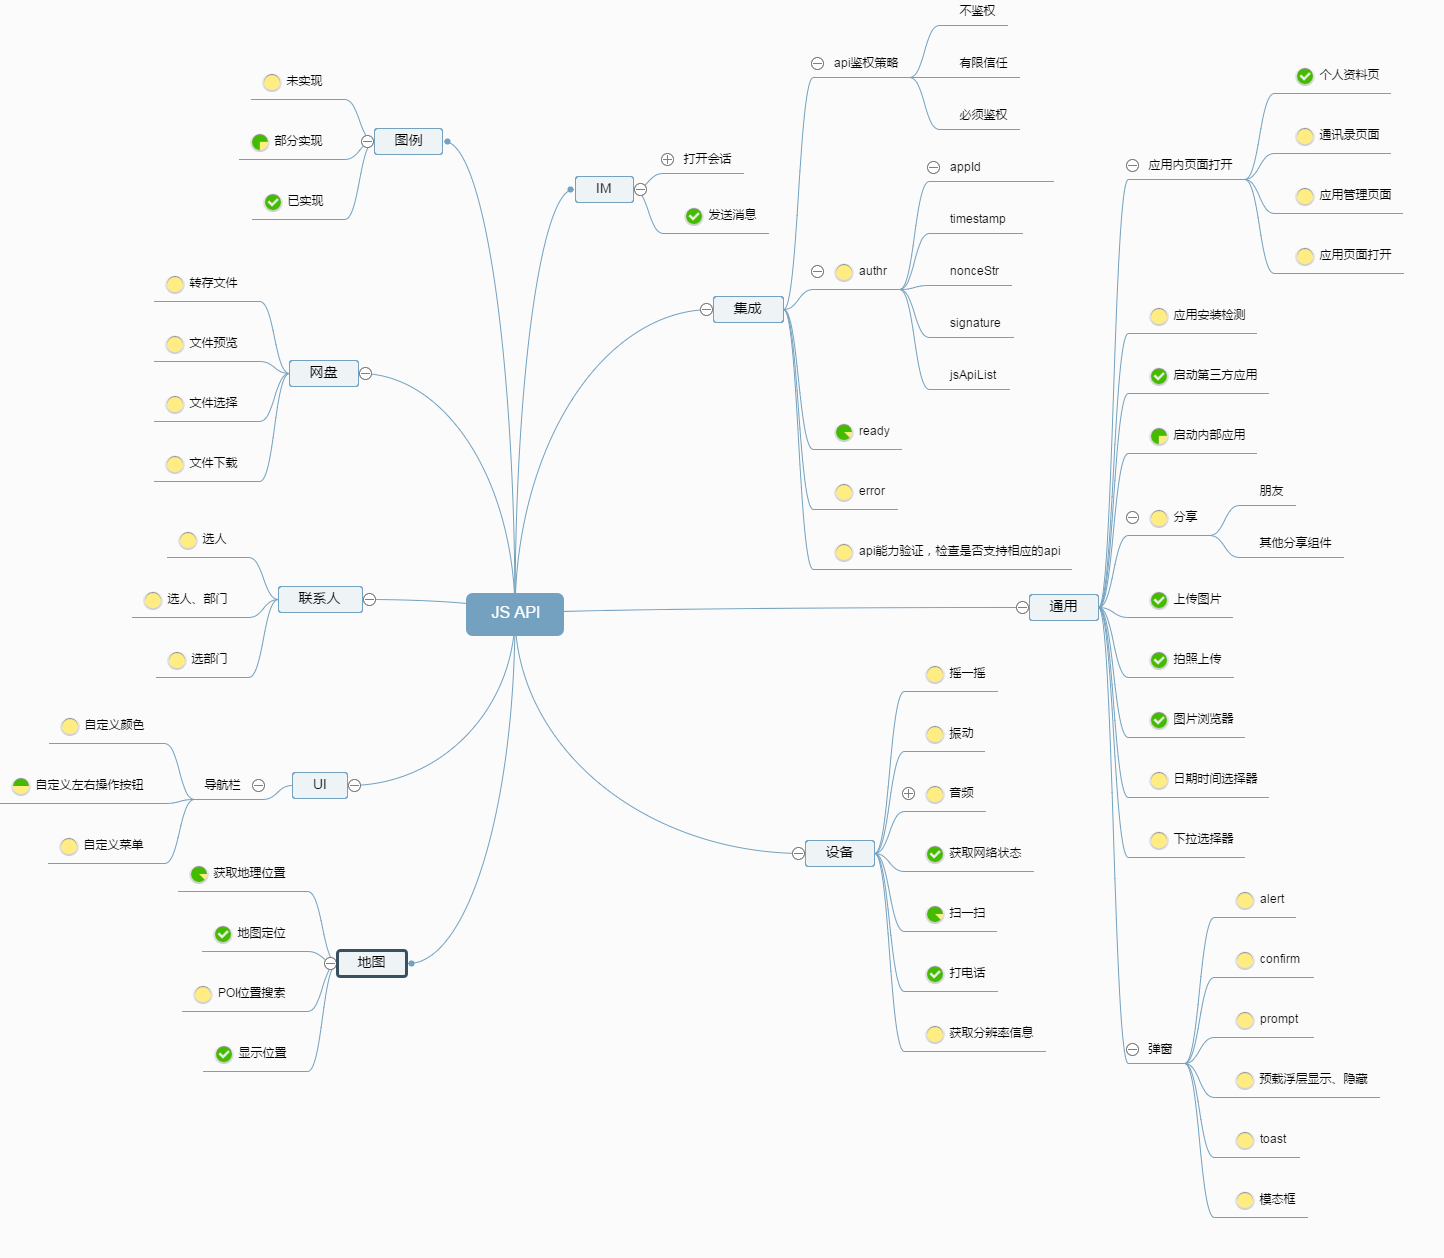 JS API
图例
未实现
部分实现
已实现
网盘
转存文件
文件预览
文件选择
文件下载
联系人
选人
选人、部门
选部门
UI
导航栏
自定义颜色
自定义左右操作按钮
自定义菜单
地图
获取地理位置
地图定位
POI位置搜索
显示位置
IM
打开会话
发送消息
集成
api鉴权策略
不鉴权
有限信任
必须鉴权
authr
appId
timestamp
nonceStr
signature
jsApiList
ready
error
api能力验证，检查是否支持相应的api
通用
应用内页面打开
个人资料页
通讯录页面
应用管理页面
应用页面打开
应用安装检测
启动第三方应用
启动内部应用
分享
朋友
其他分享组件
上传图片
拍照上传
图片浏览器
日期时间选择器
下拉选择器
弹窗
alert
confirm
prompt
预载浮层显示、隐藏
toast
模态框
设备
摇一摇
振动
音频
获取网络状态
扫一扫
打电话
获取分辨率信息